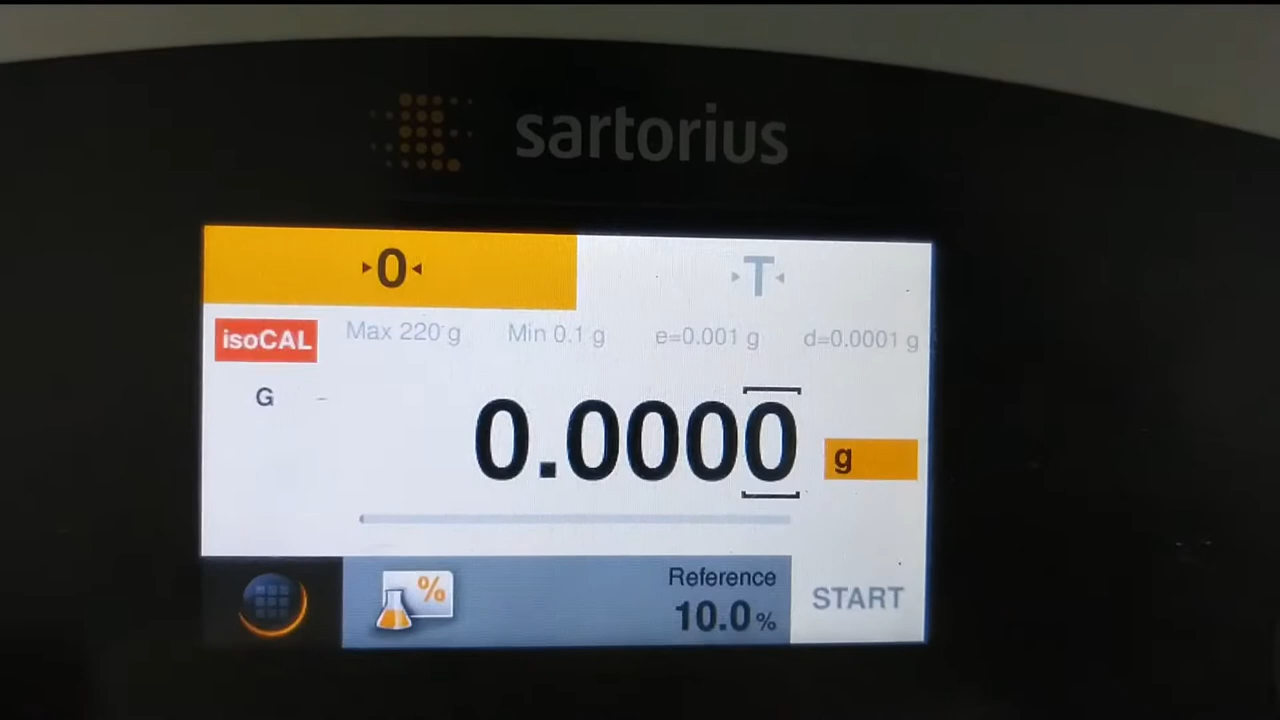 sartorius
0
T
isoCAL
Max 220 g Min 0.1 g e=0.001 g d=0.0001 g
G
0.0000 g
%
Reference
10.0 %
START